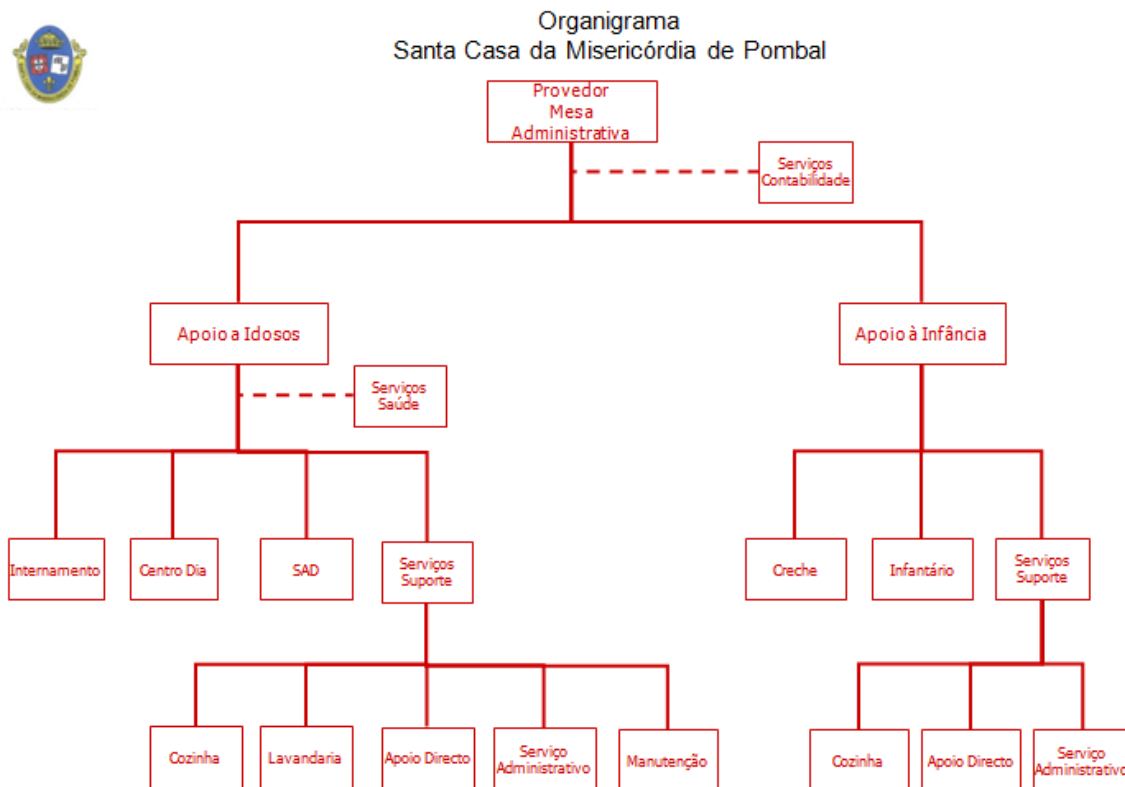 Organigrama
Santa Casa da Misericórdia de Pombal
Provedor
Mesa
Administrativa
Serviços
Contabilidade
Apoio a Idosos
Apoio à Infância
Serviços
Saúde
Internamento
Centro Dia
SAD
Serviços
Suporte
Creche
Infantário
Serviços
Suporte
Cozinha
Lavandaria
Apoio Directo
Serviço
Administrativo
Manutenção
Cozinha
Apoio Directo
Serviço
Administrativo